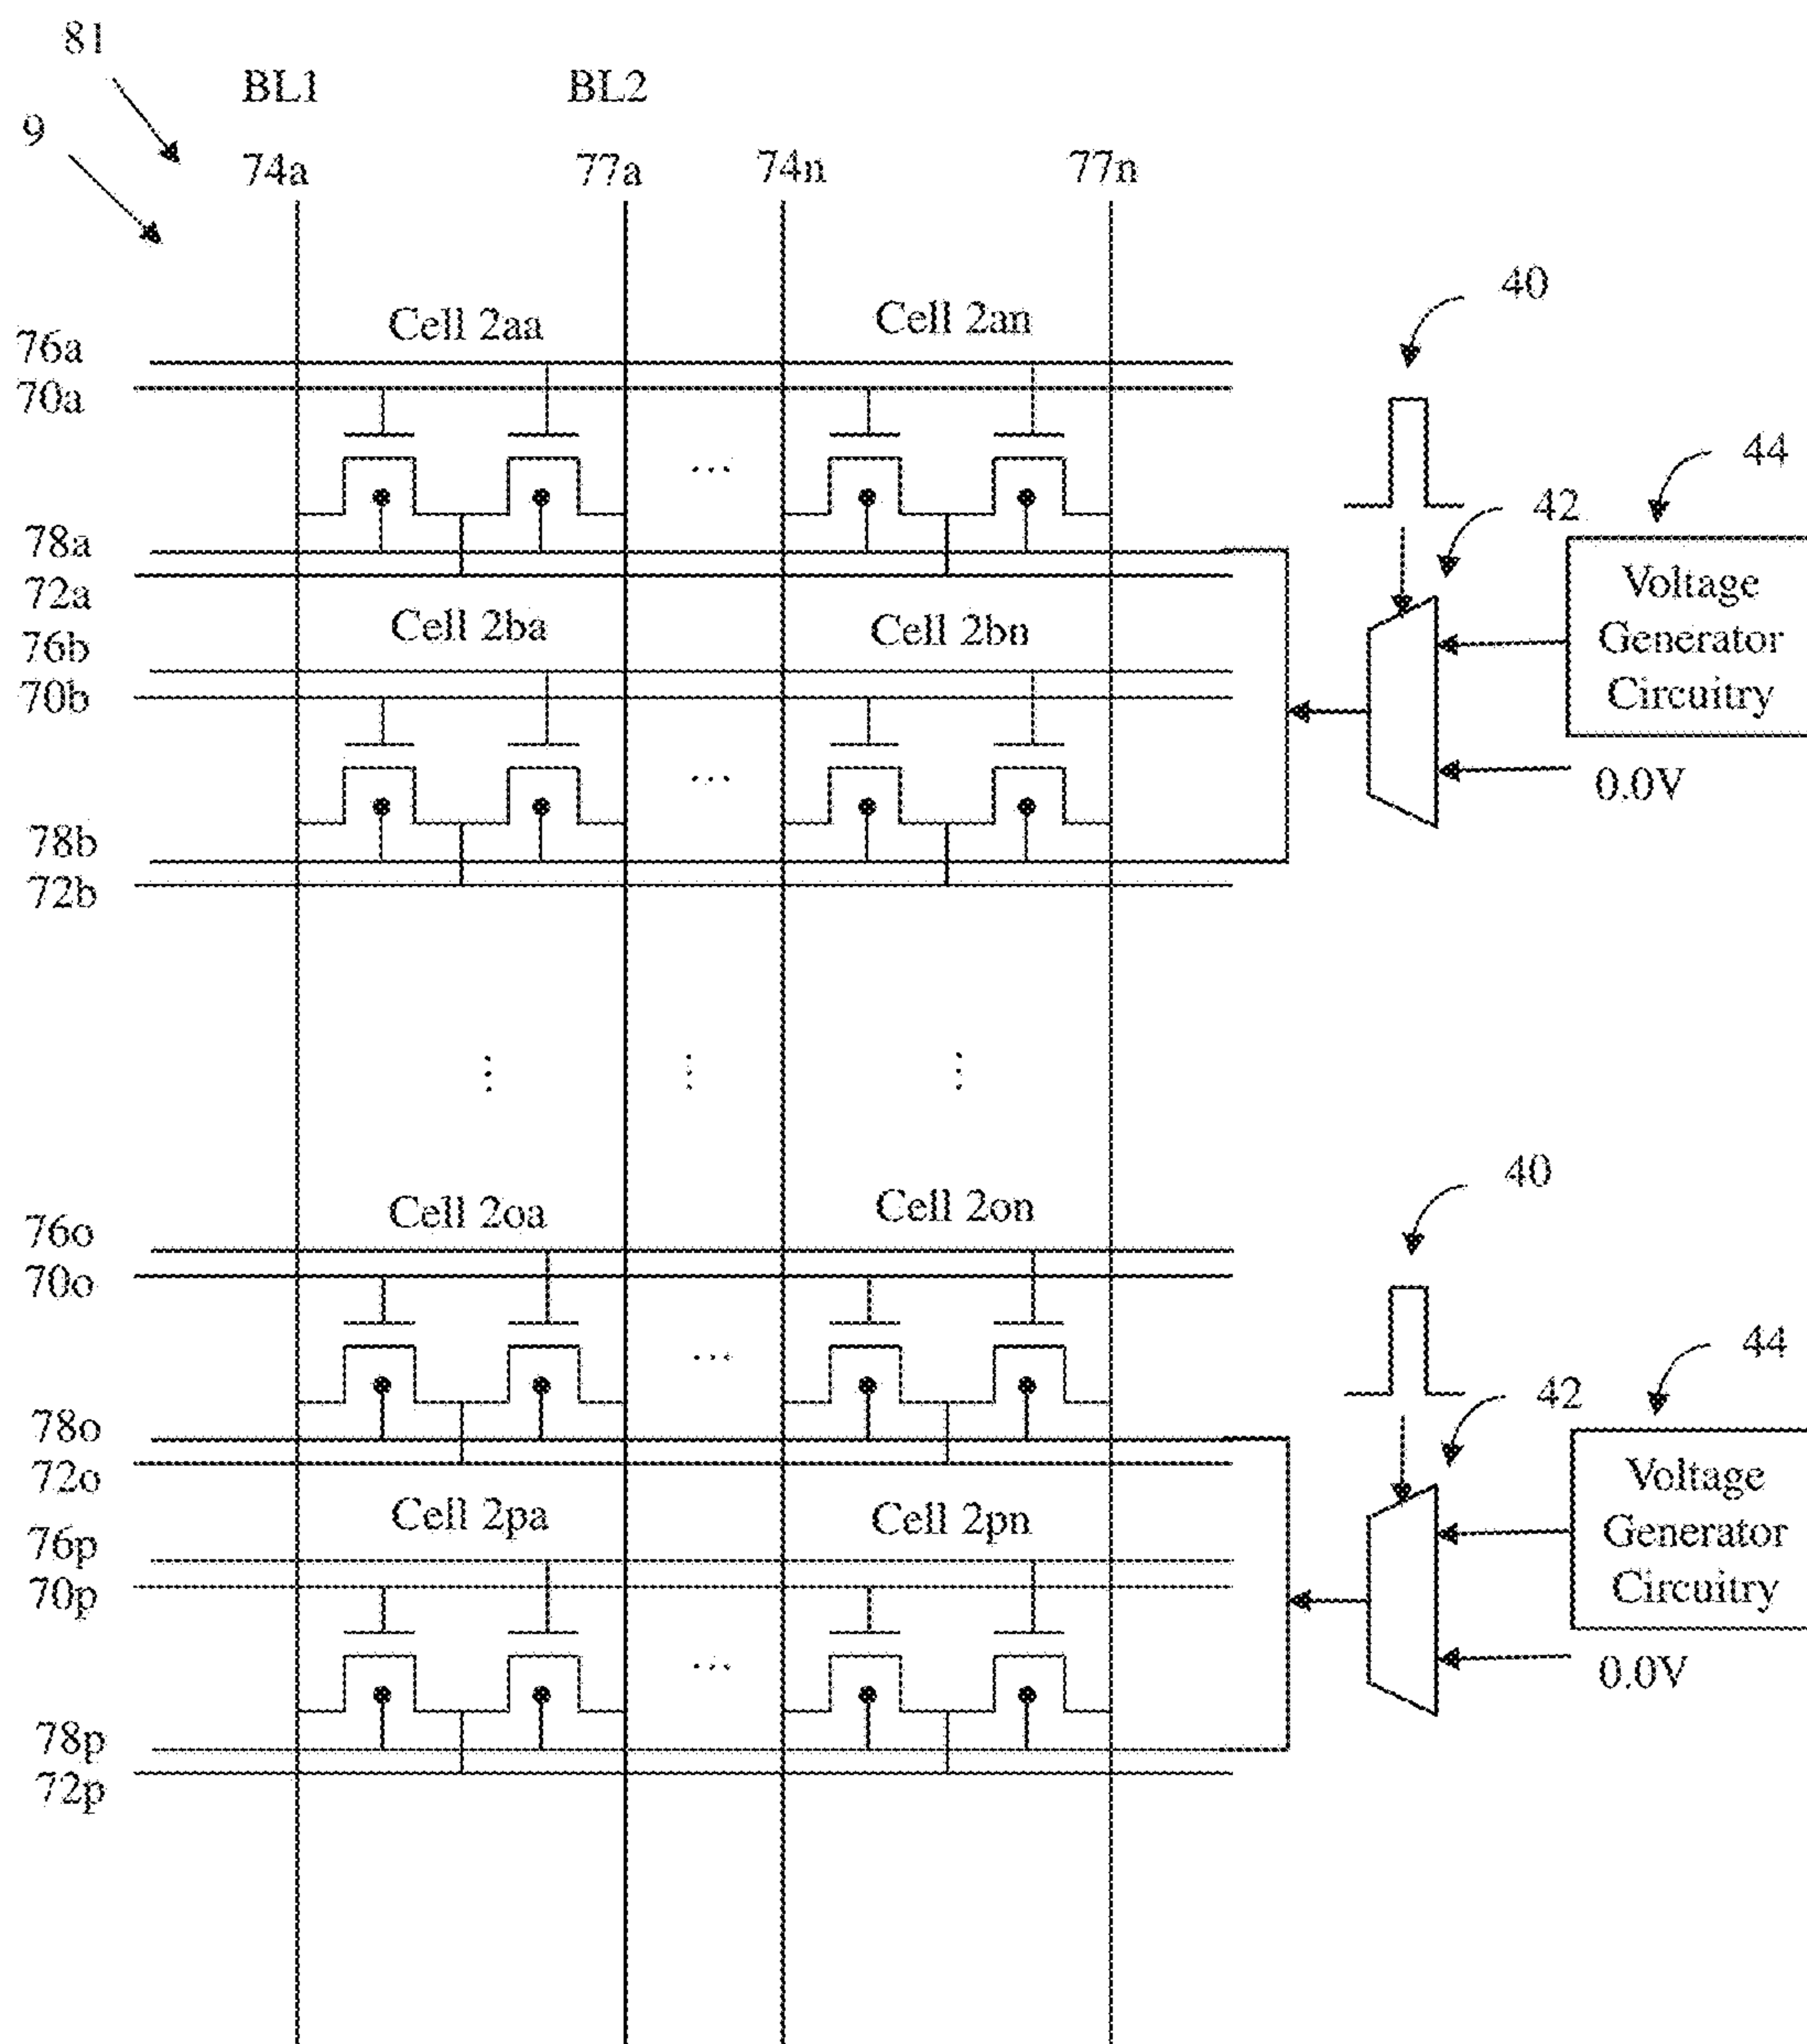 81
BL1 BL2
9
74a 77a 74n 77n
40
Cell 2aa Cell 2an
76a
70a
44
42
78a
72a
Voltage
Generator
Circuitry
Cell 2ba Cell 2bn
76b
70b
0.0V
78b
72b
...
40
Cell 2oa Cell 2on
76o
70o
44
42
78o
72o
Voltage
Generator
Circuitry
Cell 2pa Cell 2pn
76p
70p
0.0V
78p
72p